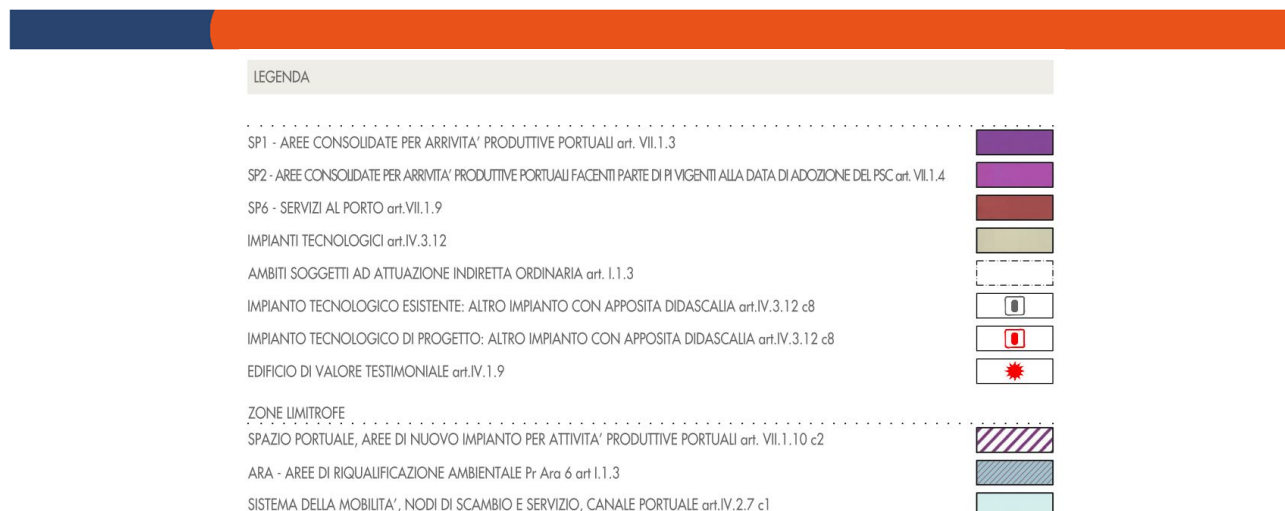 LEGENDA
SP1 - AREE CONSOLIDATE PER ARRIVITA' PRODUTTIVE PORTUALI art. VII.1.3
SP2 - AREE CONSOLIDATE PER ARRIVITA' PRODUTTIVE PORTUALI FACENTI PARTE DI PI VIGENTI ALLA DATA DI ADOZIONE DEL PSC art. VII.1.4
SP6 - SERVIZI AL PORTO art.VII.1.9
IMPIANTI TECNOLOGICI art.IV.3.12
AMBITI SOGGETTI AD ATTUAZIONE INDIRETTA ORDINARIA art. I.1.3
IMPIANTO TECNOLOGICO ESISTENTE: ALTRO IMPIANTO CON APPOSITA DIDASCALIA art.IV.3.12 c8
IMPIANTO TECNOLOGICO DI PROGETTO: ALTRO IMPIANTO CON APPOSITA DIDASCALIA art.IV.3.12 c8
EDIFICIO DI VALORE TESTIMONIALE art.IV.1.9
ZONE LIMITROFE
SPAZIO PORTUALE, AREE DI NUOVO IMPIANTO PER ATTIVITA' PRODUTTIVE PORTUALI art. VII.1.10 c2
ARA - AREE DI RIQUALIFICAZIONE AMBIENTALE Pr Ara 6 art I.1.3
SISTEMA DELLA MOBILITA', NODI DI SCAMBIO E SERVIZIO, CANALE PORTUALE art.IV.2.7 c1